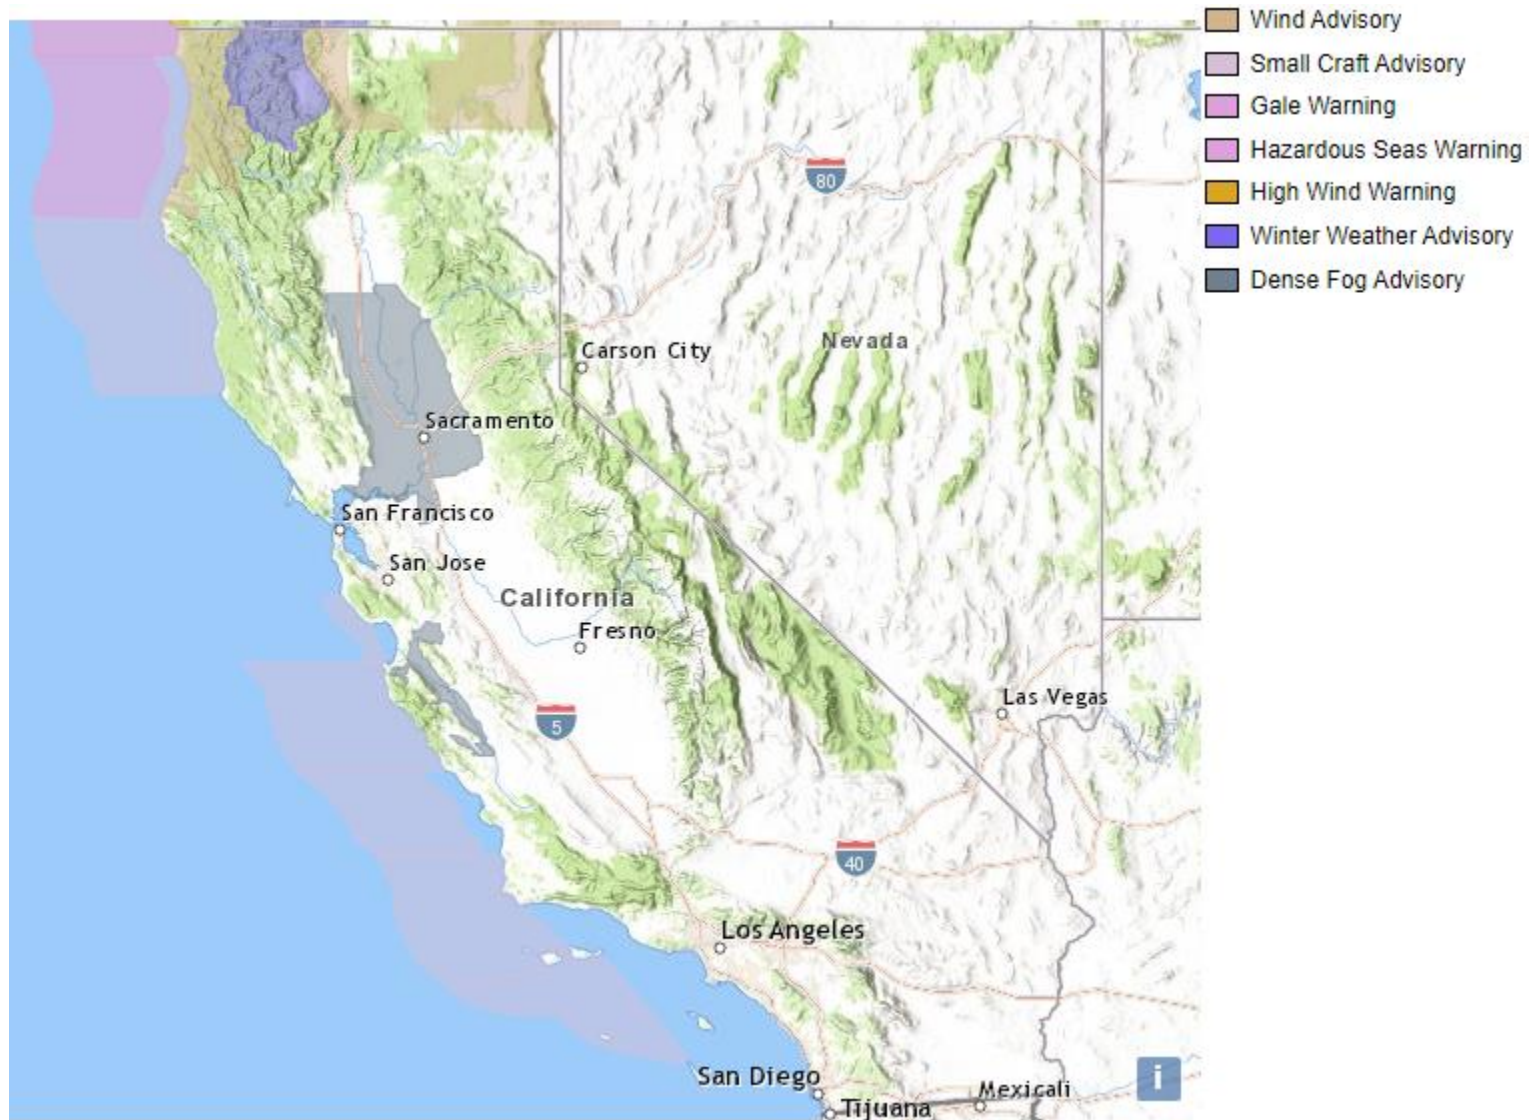 Wind Advisory
Small Craft Advisory
Gale Warning
Hazardous Seas Warning
High Wind Warning
Winter Weather Advisory
Dense Fog Advisory
80
Carson City
Nevada
Sacramento
San Francisco
San Jose
California
Fresno
Las Vegas
5
40
Los Angeles
San Diego
Mexicali
Tijuana
i